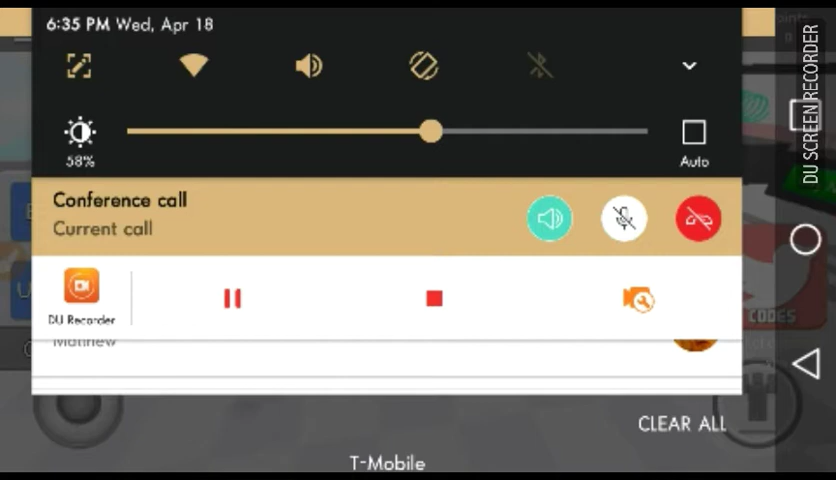 6:35 PM Wed, Apr 18
58%
Auto
Conference call
Current call
DU Recorder
Matthew
CLEAR ALL
T-Mobile
DU SCREEN RECORDER
CODES